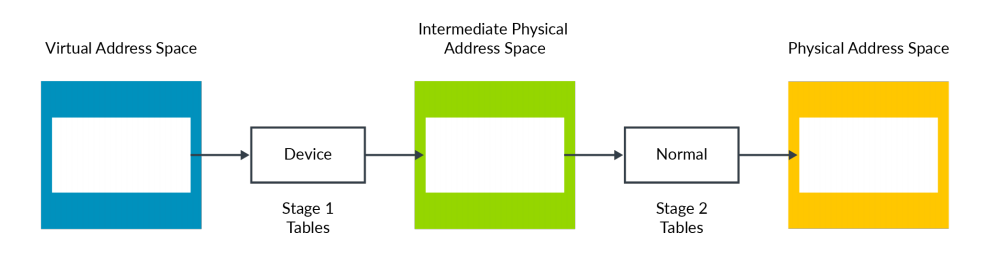 Virtual Address Space
Intermediate Physical
Address Space
Physical Address Space
Device
Normal
Stage 1
Tables
Stage 2
Tables